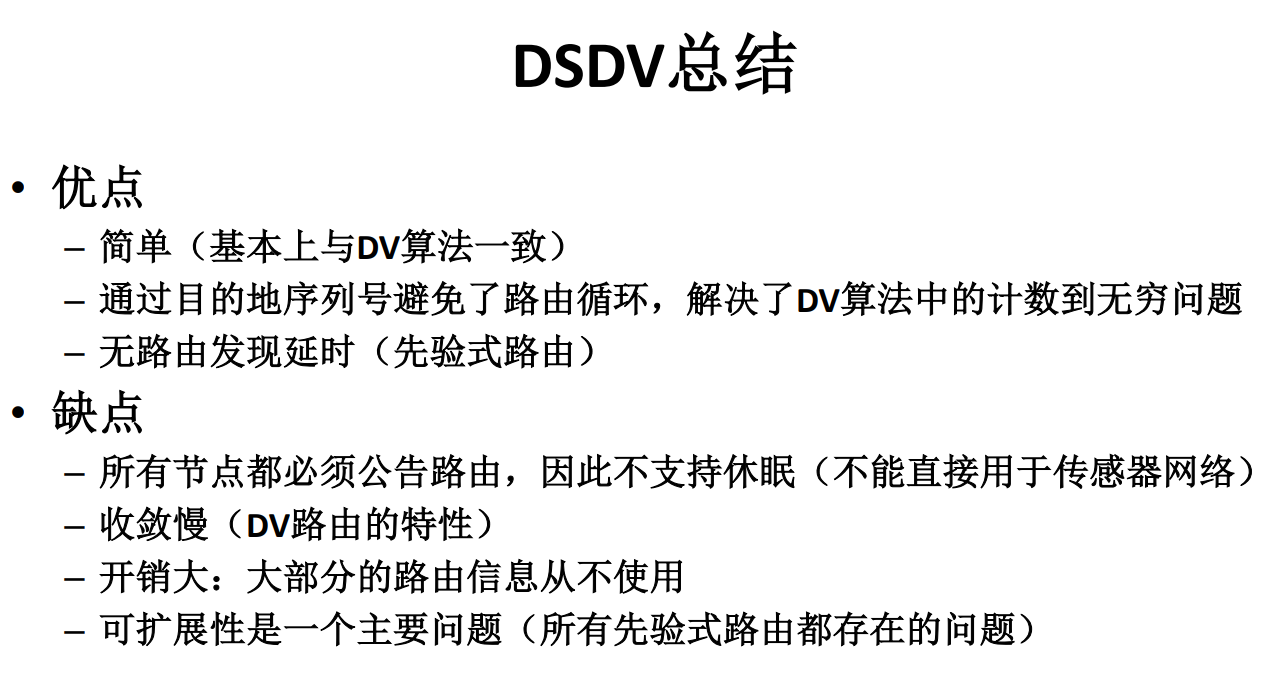 DSDV总结
• 优点
– 简单（基本上与DV算法一致）
– 通过目的地序列号避免了路由循环，解决了DV算法中的计数到无穷问题
– 无路由发现延时（先验式路由）
• 缺点
– 所有节点都必须公告路由，因此不支持休眠（不能直接用于传感器网络）
– 收敛慢（DV路由的特性）
– 开销大：大部分的路由信息从不使用
– 可扩展性是一个主要问题（所有先验式路由都存在的问题）